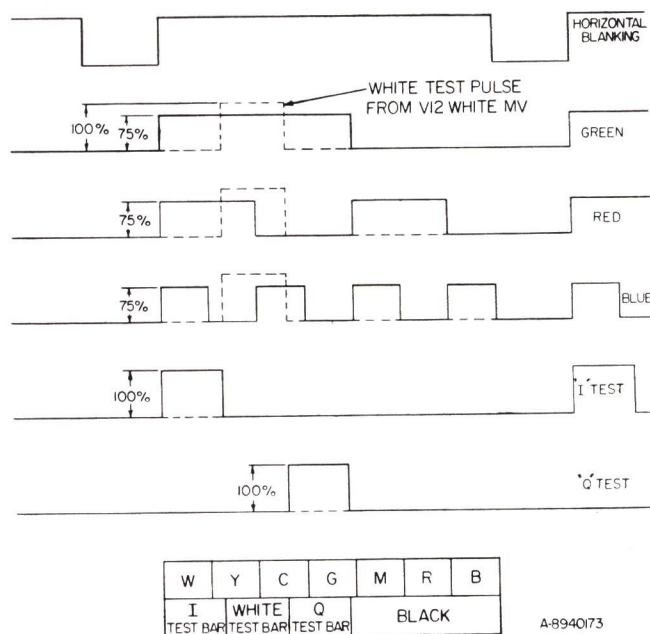 HORIZONTAL
BLANKING
WHITE TEST PULSE
FROM V12 WHITE MV
100%
75%
GREEN
75%
RED
75%
BLUE
100%
"I" TEST
100%
"Q" TEST
W Y C G M R B
I
TEST BAR
WHITE
TEST BAR
Q
TEST BAR
BLACK
A-8940173